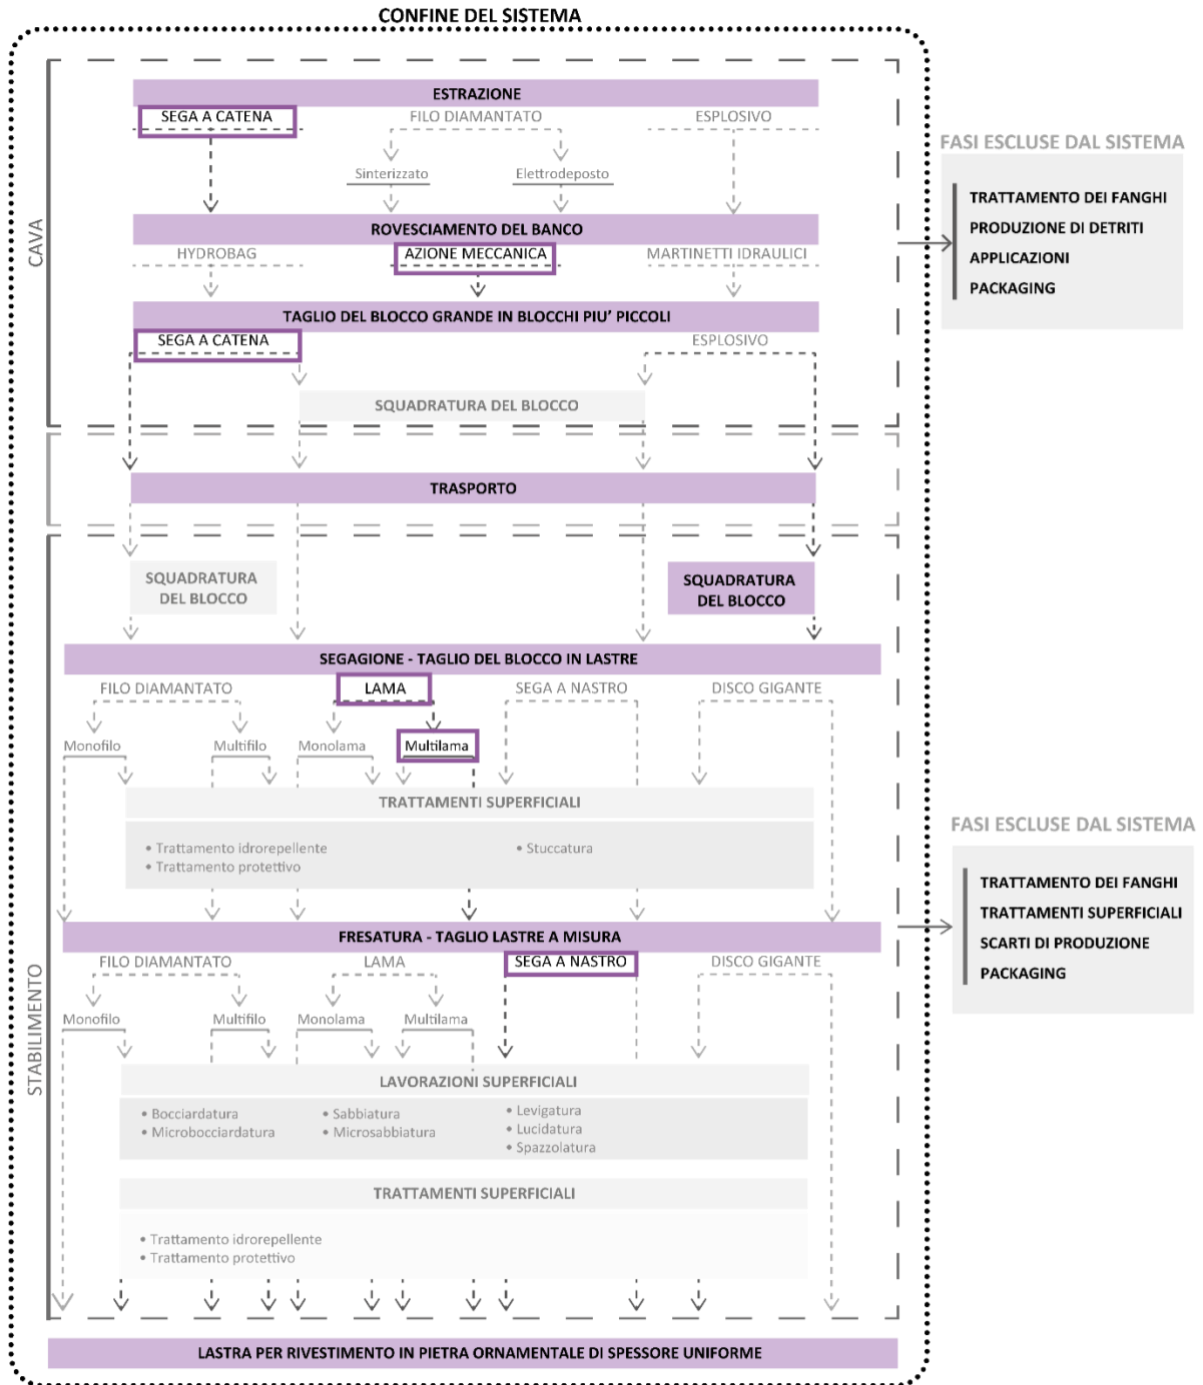 CONFINE DEL SISTEMA
CAVA
ESTRAZIONE
SEGA A CATENA
FILO DIAMANTATO
ESPLOSIVO
Sinterizzato
Elettrodeposto
ROVESCIAMENTO DEL BANCO
HYDROBAG
AZIONE MECCANICA
MARTINETTI IDRAULICI
TAGLIO DEL BLOCCO GRANDE IN BLOCCHI PIU' PICCOLI
SEGA A CATENA
ESPLOSIVO
SQUADRATURA DEL BLOCCO
FASI ESCLUSE DAL SISTEMA
TRATTAMENTO DEI FANGHI
PRODUZIONE DI DETRITI
APPLICAZIONI
PACKAGING
TRASPORTO
STABILIMENTO
SQUADRATURA
DEL BLOCCO
SQUADRATURA
DEL BLOCCO
SEGAGIONE - TAGLIO DEL BLOCCO IN LASTRE
FILO DIAMANTATO
LAMA
SEGA A NASTRO
DISCO GIGANTE
Monofilo
Multifilo
Monolama
Multilama
TRATTAMENTI SUPERFICIALI
• Trattamento idrorepellente
• Trattamento protettivo
• Stuccatura
FRESATURA - TAGLIO LASTRE A MISURA
FILO DIAMANTATO
LAMA
SEGA A NASTRO
DISCO GIGANTE
Monofilo
Multifilo
Monolama
Multilama
FASI ESCLUSE DAL SISTEMA
TRATTAMENTO DEI FANGHI
TRATTAMENTI SUPERFICIALI
SCARTI DI PRODUZIONE
PACKAGING
LAVORAZIONI SUPERFICIALI
• Bocciardatura
• Microbocciardatura
• Sabbiatura
• Microsabbiatura
• Levigatura
• Lucidatura
• Spazzolatura
TRATTAMENTI SUPERFICIALI
• Trattamento idrorepellente
• Trattamento protettivo
LASTRA PER RIVESTIMENTO IN PIETRA ORNAMENTALE DI SPESSORE UNIFORME